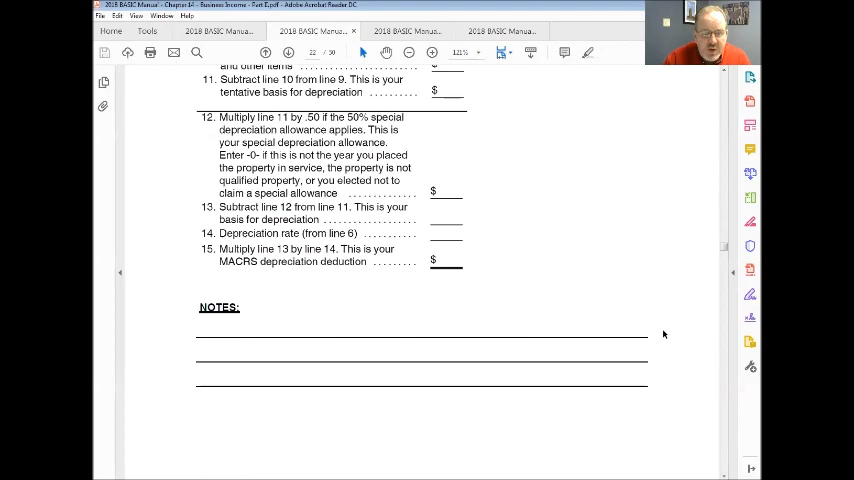 2018 BASIC Manual - Chapter 14 - Business Income - Part E.pdf - Adobe Acrobat Reader DC
File Edit View Window Help
Home Tools 2018 BASIC Manu... 2018 BASIC Manu... × 2018 BASIC Manu... 2018 BASIC Manu...
22 / 50 121%
and other items $
11. Subtract line 10 from line 9. This is your
tentative basis for depreciation .......... $
12. Multiply line 11 by .50 if the 50% special
depreciation allowance applies. This is
your special depreciation allowance.
Enter -0- if this is not the year you placed
the property in service, the property is not
qualified property, or you elected not to
claim a special allowance .............. $
13. Subtract line 12 from line 11. This is your
basis for depreciation ...................
14. Depreciation rate (from line 6) ............
15. Multiply line 13 by line 14. This is your
MACRS depreciation deduction ......... $
NOTES: